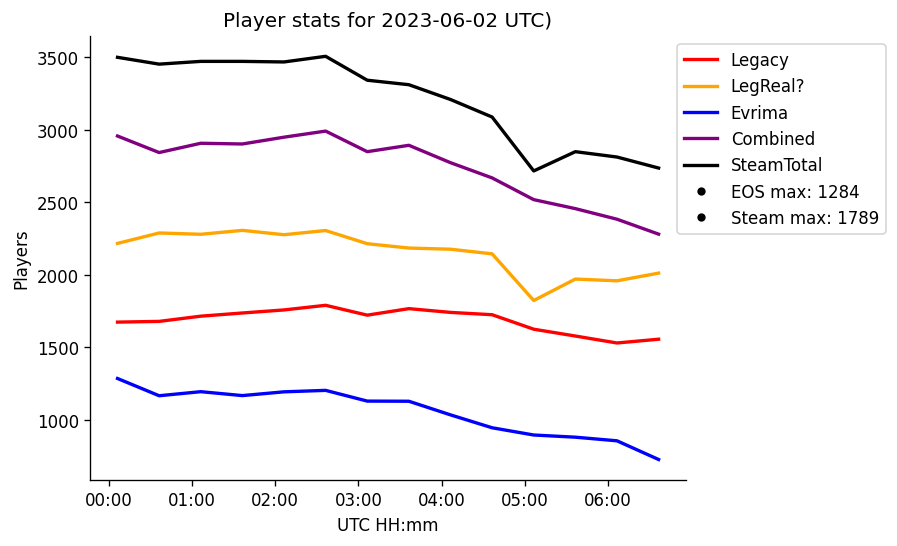 Player stats for 2023-06-02 UTC)
Legacy
LegReal?
Evrima
Combined
SteamTotal
EOS max: 1284
Steam max: 1789
Players
3500
3000
2500
2000
1500
1000
00:00 01:00 02:00 03:00 04:00 05:00 06:00
UTC HH:mm